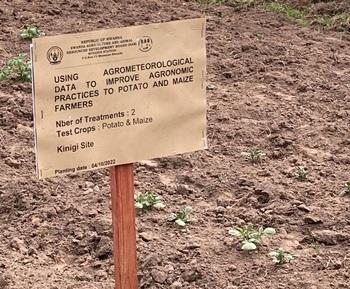 REPUBLIC OF RWANDA
RWANDA AGRICULTURE AND ANIMAL
RESOURCES DEVELOPMENT BOARD (RAB)
USING AGROMETEOROLOGICAL
DATA TO IMPROVE AGRONOMIC
PRACTICES TO POTATO AND MAIZE
FARMERS
Nber of Treatments : 2
Test Crops : Potato & Maize
Kinigi Site
Planting date : 04/10/2022